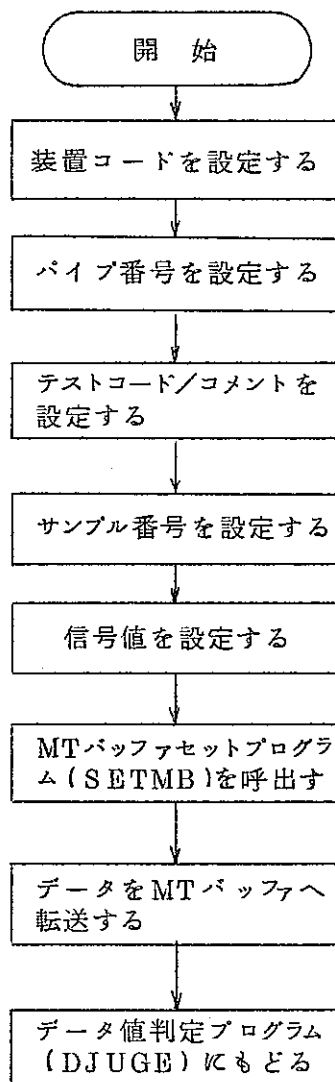 開始
装置コードを設定する
パイプ番号を設定する
テストコード／コメントを
設定する
サンプル番号を設定する
信号値を設定する
MTバッファセットプログラ
ム(SETMB)を呼出す
データをMTバッファへ
転送する
データ値判定プログラム
(DJUGE)にもどる